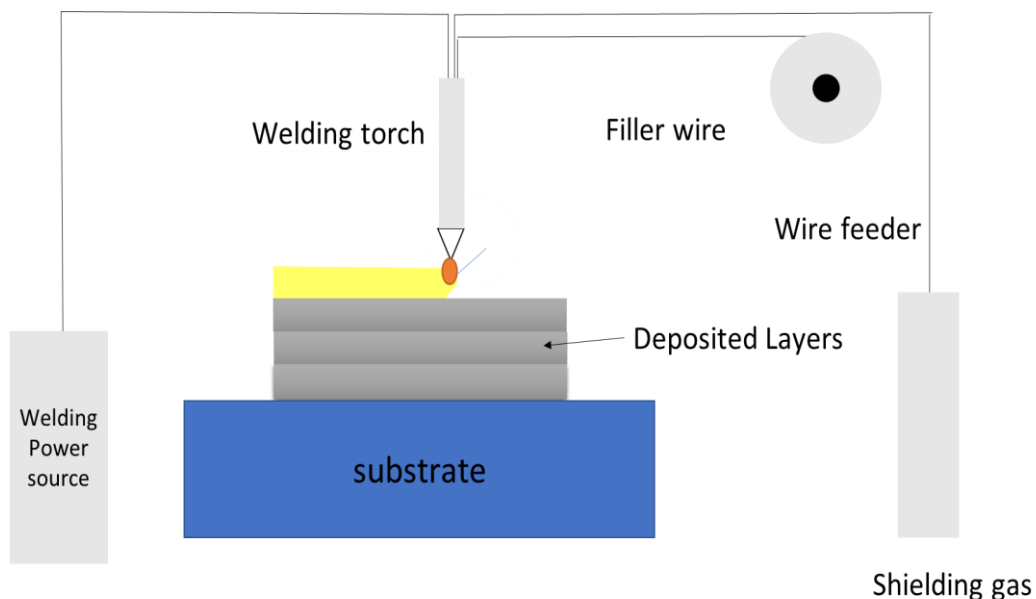 Welding torch
Filler wire
Wire feeder
Deposited Layers
Welding
Power
source
substrate
Shielding gas